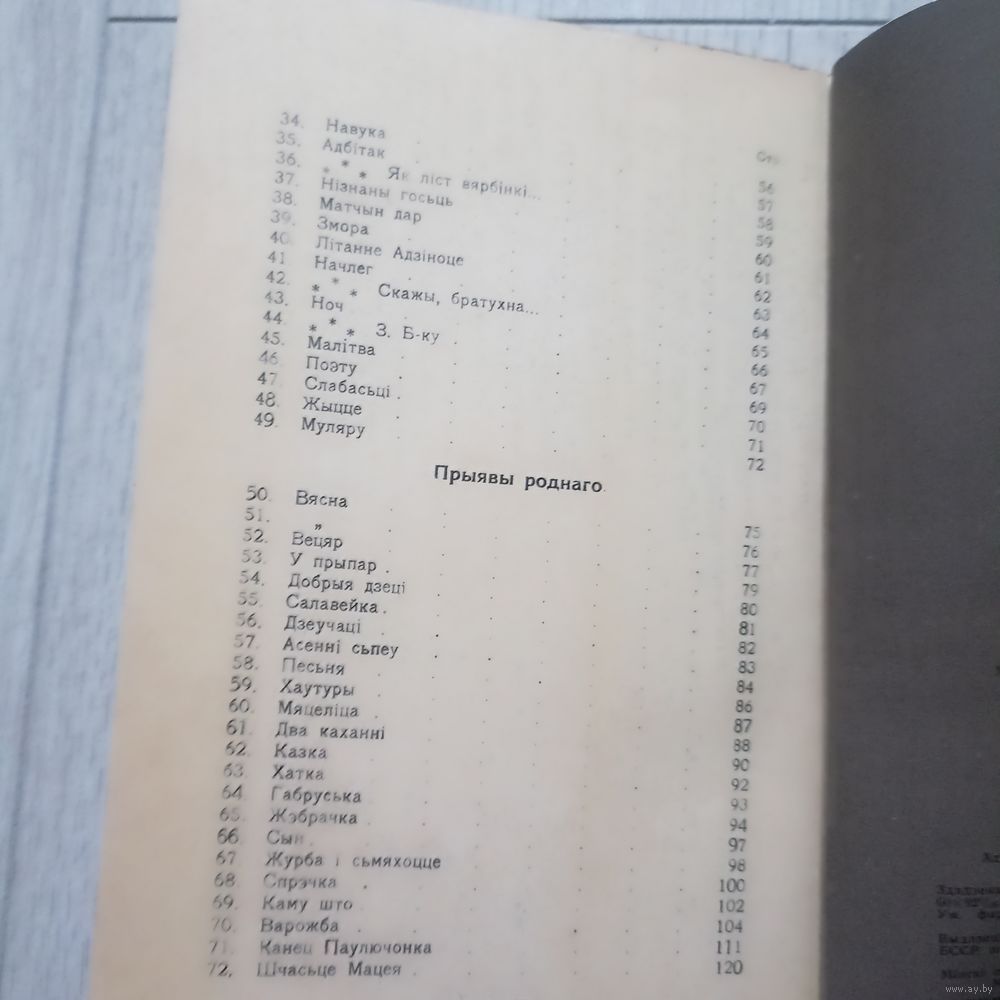 Стр.
34. Навука 56
35. Адбітак 57
36. * * * Як ліст вярбінкі... 58
37. Нізнаны госьць 59
38. Матчын дар 60
39. Змора 61
40. Літанне Адзіноце 62
41. Начлег 63
42. * * * Скажы, братухна... 64
43. Ноч 65
44. * * * З. Б-ку 66
45. Малітва 67
46. Поэту 69
47. Слабасьці 70
48. Жыцце 71
49. Муляру 72
Прыявы роднаго
50. Вясна 75
51. „ 76
52. Вецяр 77
53. У прыпар 79
54. Добрыя дзеці 80
55. Салавейка 81
56. Дзеучаці 82
57. Асенні сьпеу 83
58. Песьня 84
59. Хаутуры 86
60. Мяцеліца 87
61. Два каханні 88
62. Казка 90
63. Хатка 92
64. Габруська 93
65. Жэбрачка 94
66. Сын 97
67. Журба і сьмяхоцце 98
68. Спрэчка 100
69. Каму што 102
70. Варожба 104
71. Канец Паулючонка 111
72. Шчасьце Мацея 120
www.ay.by